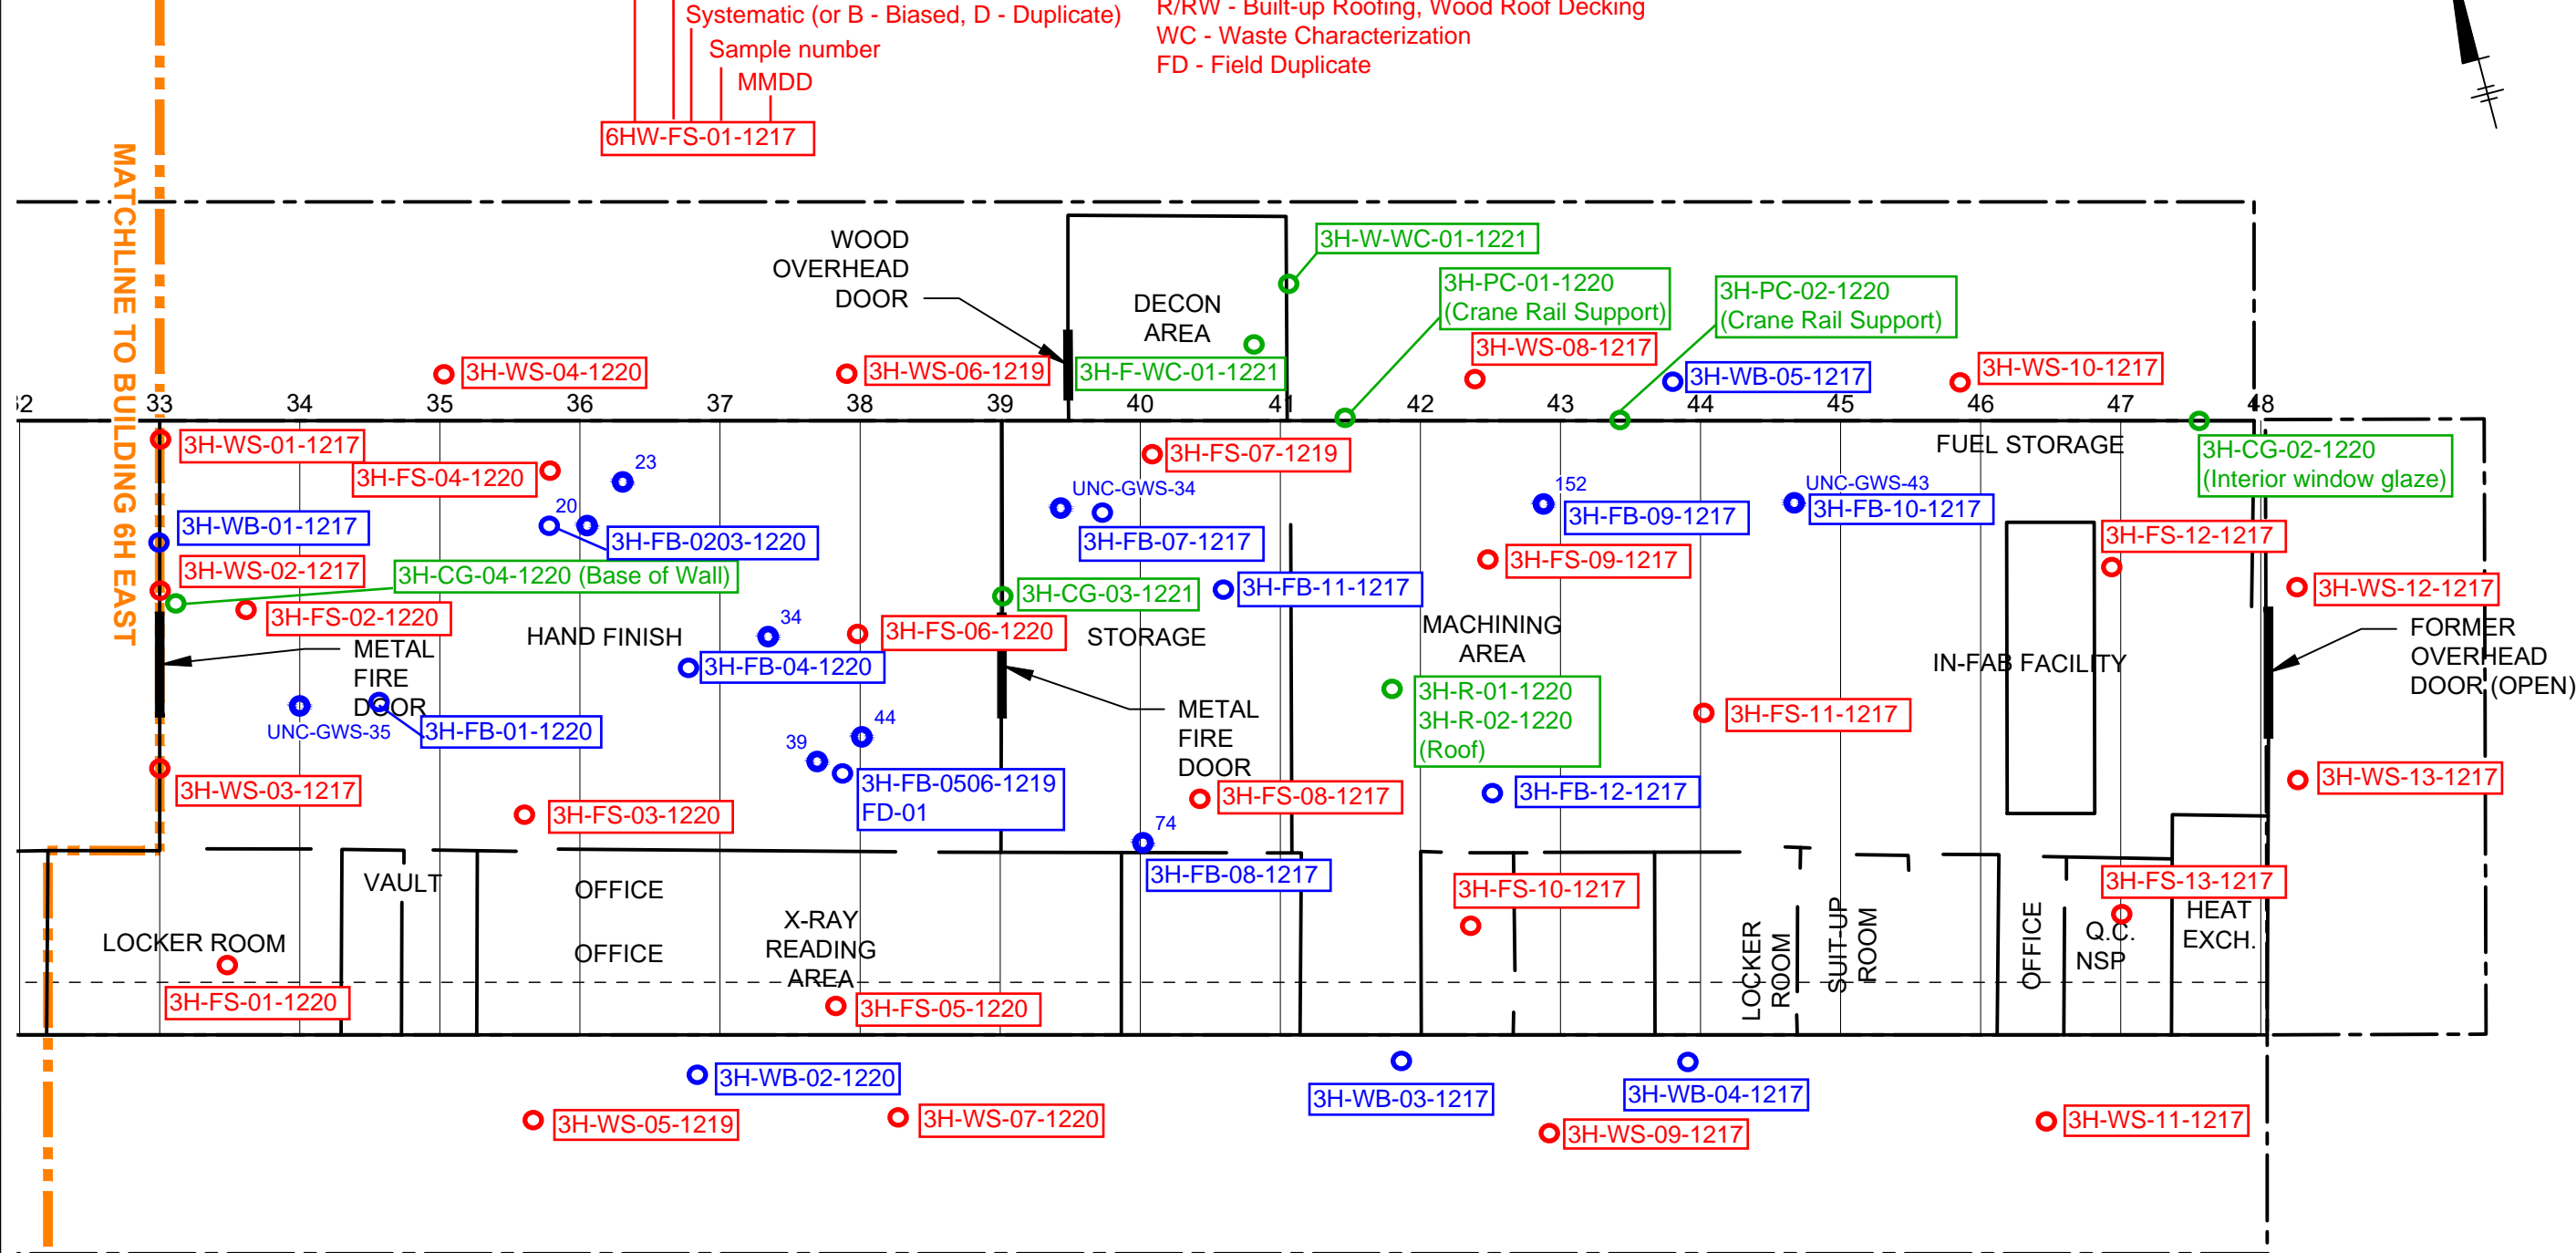 Systematic (or B - Biased, D - Duplicate)
R/RW - Built-up Roofing, Wood Roof Decking
Sample number
WC - Waste Characterization
MMDD
FD - Field Duplicate
6HW-FS-01-1217
MATCHLINE TO BUILDING 6H EAST
WOOD
OVERHEAD
DOOR
DECON
AREA
3H-W-WC-01-1221
3H-PC-01-1220
(Crane Rail Support)
3H-PC-02-1220
(Crane Rail Support)
3H-WS-04-1220
3H-WS-06-1219
3H-F-WC-01-1221
3H-WS-08-1217
3H-WB-05-1217
3H-WS-10-1217
32 33 34 35 36 37 38 39 40 41 42 43 44 45 46 47 48
3H-WS-01-1217
3H-FS-04-1220
23
20
3H-WB-01-1217
3H-FB-0203-1220
3H-WS-02-1217
3H-CG-04-1220 (Base of Wall)
3H-FS-02-1220
METAL
FIRE
DOOR
HAND FINISH
34
3H-FB-04-1220
3H-FS-06-1220
UNC-GWS-35
3H-FB-01-1220
3H-WS-03-1217
3H-FS-03-1220
39
44
3H-FB-0506-1219
FD-01
3H-FS-07-1219
UNC-GWS-34
3H-FB-07-1217
3H-FB-11-1217
3H-CG-03-1221
STORAGE
METAL
FIRE
DOOR
3H-FS-08-1217
74
3H-FB-08-1217
152
3H-FB-09-1217
3H-FS-09-1217
UNC-GWS-43
3H-FB-10-1217
MACHINING
AREA
3H-R-01-1220
3H-R-02-1220
(Roof)
3H-FS-11-1217
3H-FB-12-1217
FUEL STORAGE
3H-CG-02-1220
(Interior window glaze)
3H-FS-12-1217
IN-FAB FACILITY
3H-WS-12-1217
FORMER
OVERHEAD
DOOR (OPEN)
3H-WS-13-1217
LOCKER ROOM
3H-FS-01-1220
VAULT
OFFICE
OFFICE
X-RAY
READING
AREA
3H-FS-05-1220
3H-FS-10-1217
LOCKER
ROOM
SUIT-UP
ROOM
OFFICE
3H-FS-13-1217
Q.C.
NSP
HEAT
EXCH.
3H-WB-02-1220
3H-WS-05-1219
3H-WS-07-1220
3H-WB-03-1217
3H-WS-09-1217
3H-WB-04-1217
3H-WS-11-1217